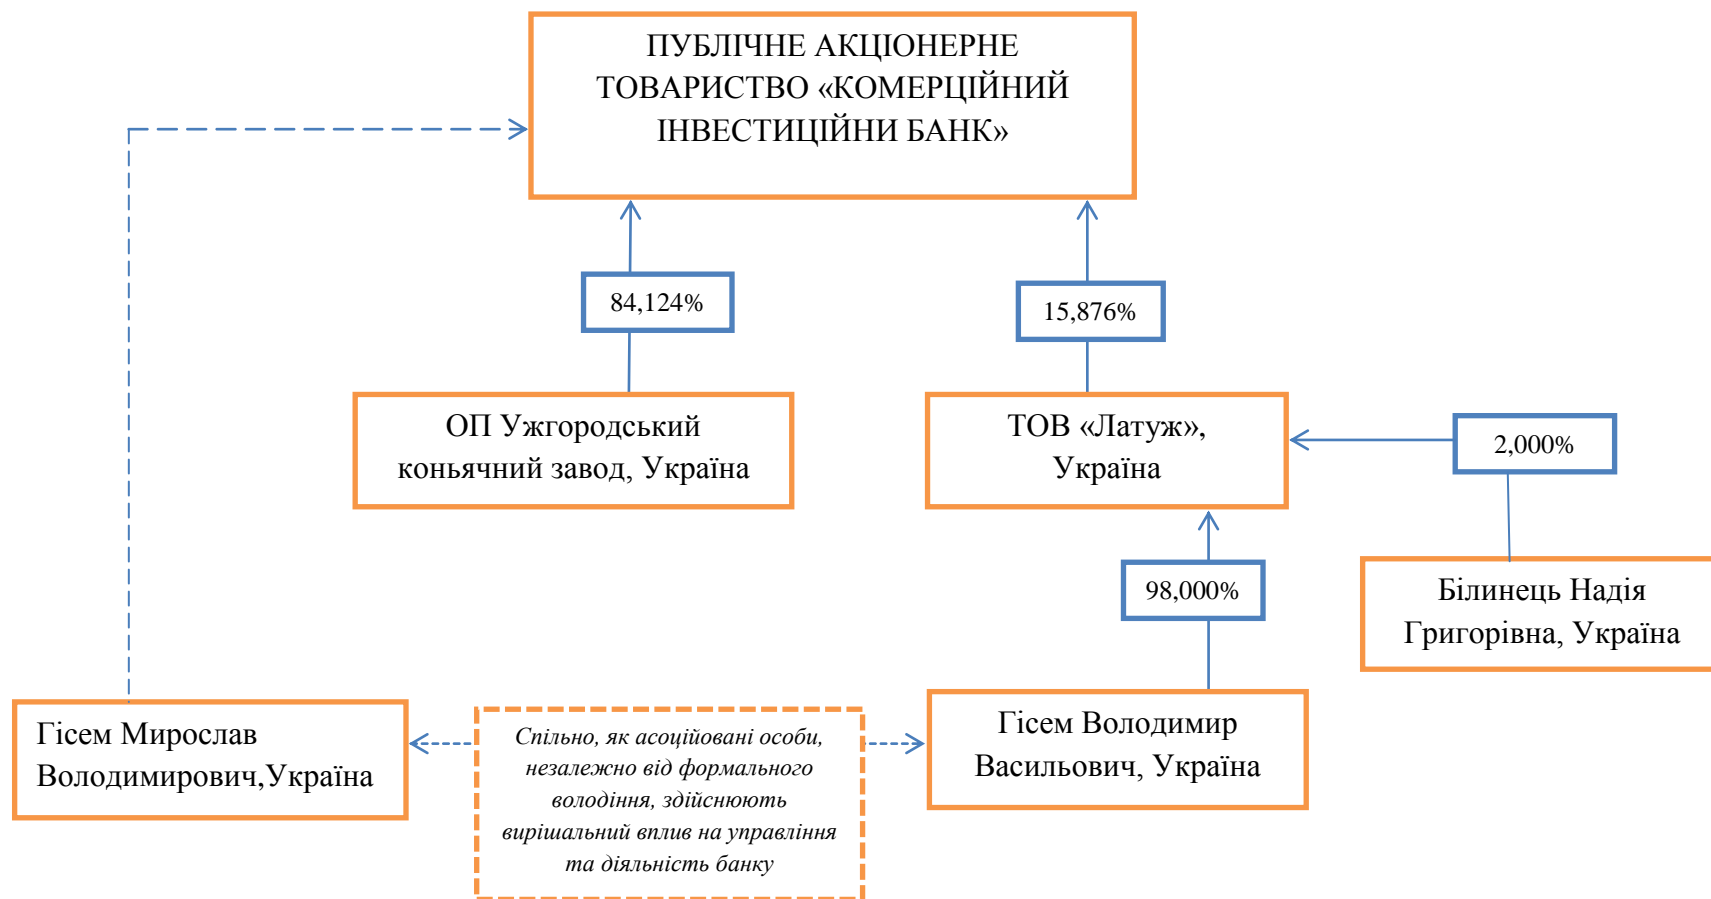 ПУБЛІЧНЕ АКЦІОНЕРНЕ
ТОВАРИСТВО «КОМЕРЦІЙНИЙ
ІНВЕСТИЦІЙНИ БАНК»
84,124%
15,876%
ОП Ужгородський
коньячний завод, Україна
ТОВ «Латуж»,
Україна
2,000%
98,000%
Білинець Надія
Григорівна, Україна
Гісем Мирослав
Володимирович,Україна
Спільно, як асоційовані особи,
незалежно від формального
володіння, здійснюють
вирішальний вплив на управління
та діяльність банку
Гісем Володимир
Васильович, Україна